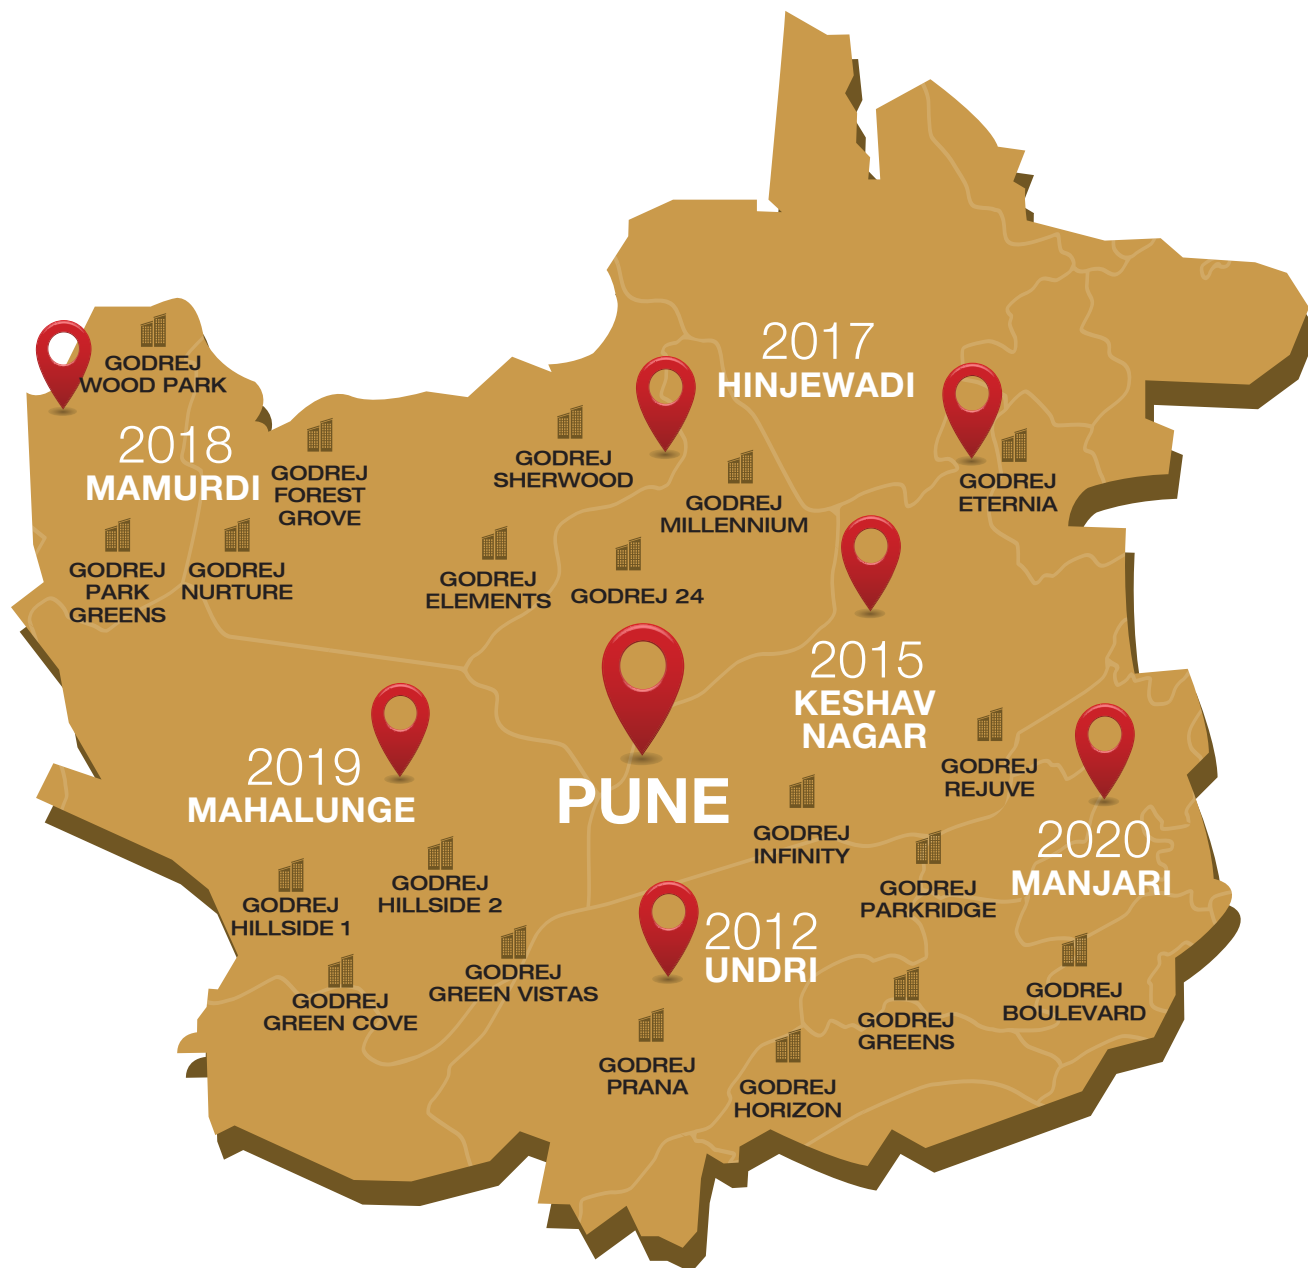 GODREJ
WOOD PARK
2018
MAMURDI
GODREJ
FOREST
GROVE
GODREJ
PARK
GREENS
GODREJ
NURTURE
2017
HINJEWADI
GODREJ
SHERWOOD
GODREJ
MILLENNIUM
GODREJ
ETERNIA
GODREJ
ELEMENTS
GODREJ 24
2015
KESHAV
NAGAR
GODREJ
REJUVE
2019
MAHALUNGE
PUNE
GODREJ
INFINITY
2020
MANJARI
GODREJ
HILLSIDE 1
GODREJ
HILLSIDE 2
GODREJ
PARKRIDGE
2012
UNDRI
GODREJ
GREEN VISTAS
GODREJ
GREEN COVE
GODREJ
GREENS
GODREJ
BOULEVARD
GODREJ
PRANA
GODREJ
HORIZON